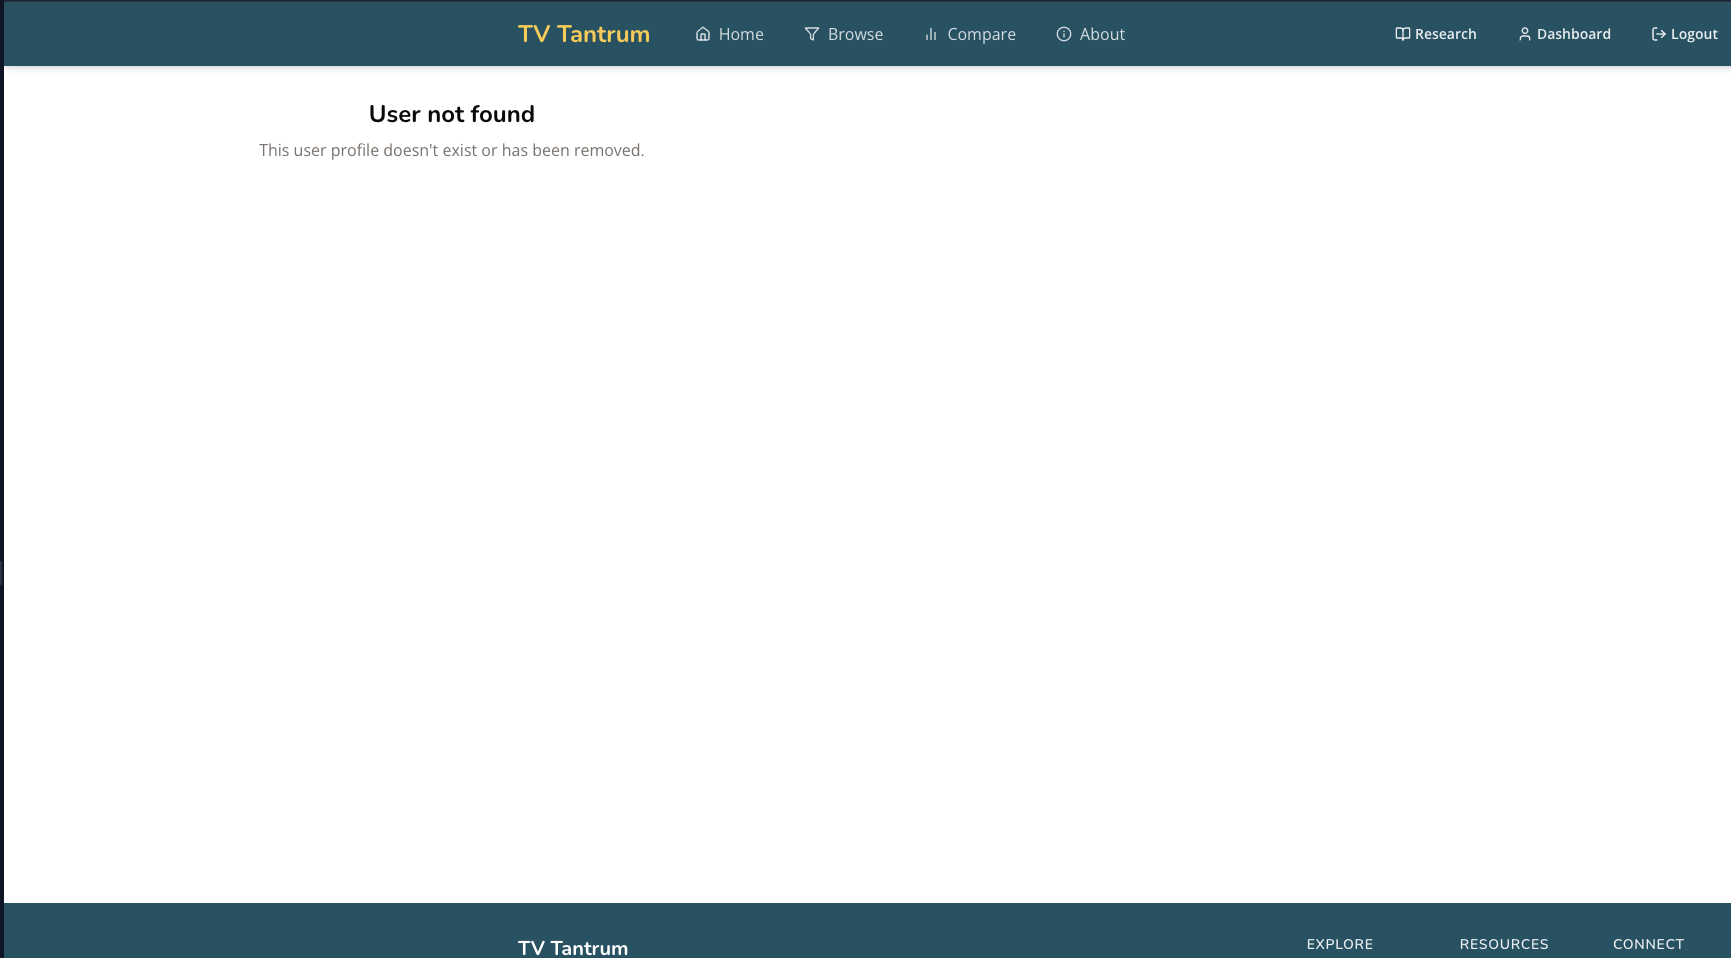 TV Tantrum Home Browse Compare About Research Dashboard Logout
User not found
This user profile doesn't exist or has been removed.
TV Tantrum EXPLORE RESOURCES CONNECT